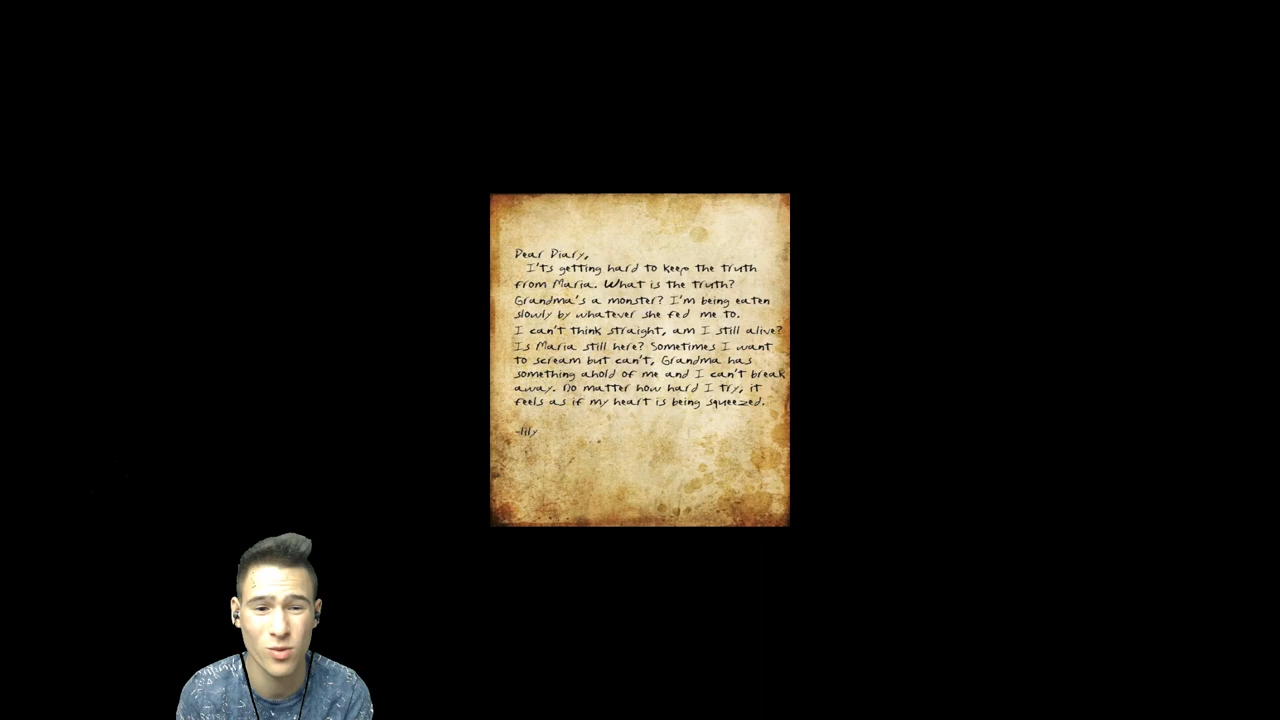 Dear Diary,
I'ts getting hard to keep the truth
from Maria. What is the truth?
Grandma's a monster? I'm being eaten
slowly by whatever she fed me to.
I can't think straight, am I still alive?
Is Maria still here? Sometimes I want
to scream but can't, Grandma has
something ahold of me and I can't break
away. No matter how hard I try, it
feels as if my heart is being squeezed.
-lily